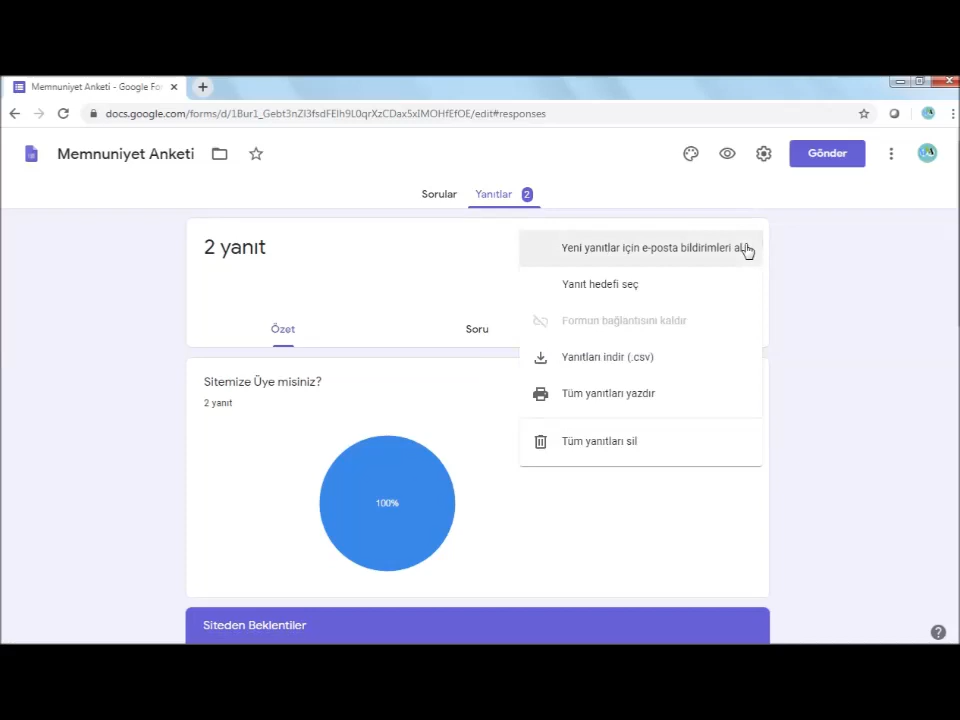 Memnuniyet Anketi - Google Fo
docs.google.com/forms/d/1Bur1_Gebt3nZl3fsdFElh9L0qrXzCDax5xIMOHfEfOE/edit#responses
Memnuniyet Anketi
Gönder
Sorular
Yanıtlar 2
2 yanıt
Yeni yanıtlar için e-posta bildirimleri al
Yanıt hedefi seç
Formun bağlantısını kaldır
Yanıtları indir (.csv)
Tüm yanıtları yazdır
Tüm yanıtları sil
Özet
Soru
Sitemize Üye misiniz?
2 yanıt
100%
Siteden Beklentiler